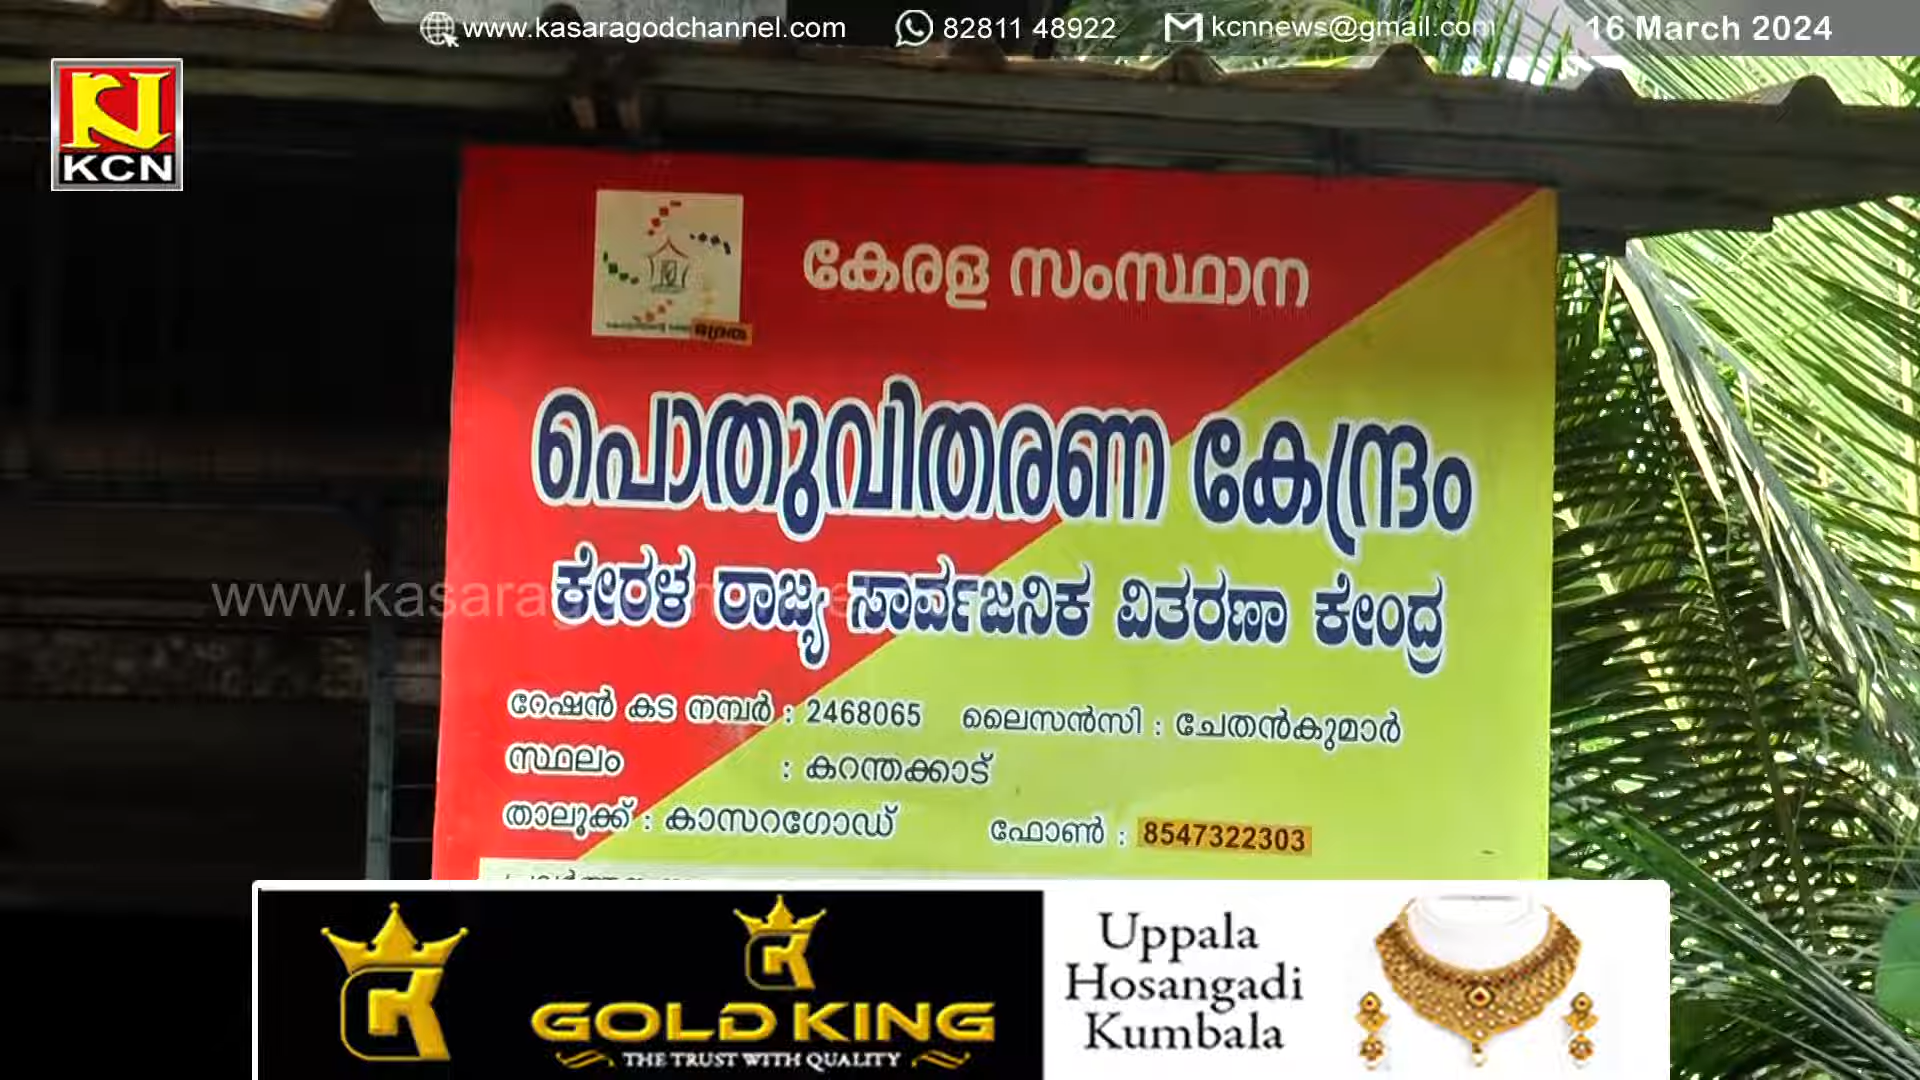 www.kasaragodchannel.com 82811 48922 kcnnews@gmail.com 16 March 2024
KCN
കേരള സംസ്ഥാന
പൊതുവിതരണ കേന്ദ്രം
ಕೇರಳ ರಾಜ್ಯ ಸಾರ್ವಜನಿಕ ವಿತರಣಾ ಕೇಂದ್ರ
റേഷൻ കട നമ്പർ : 2468065 ലൈസൻസി : ചേതൻകുമാർ
സ്ഥലം : കറന്തക്കാട്
താലൂക്ക് : കാസറഗോഡ് ഫോൺ : 8547322303
GOLD KING
THE TRUST WITH QUALITY
Uppala
Hosangadi
Kumbala